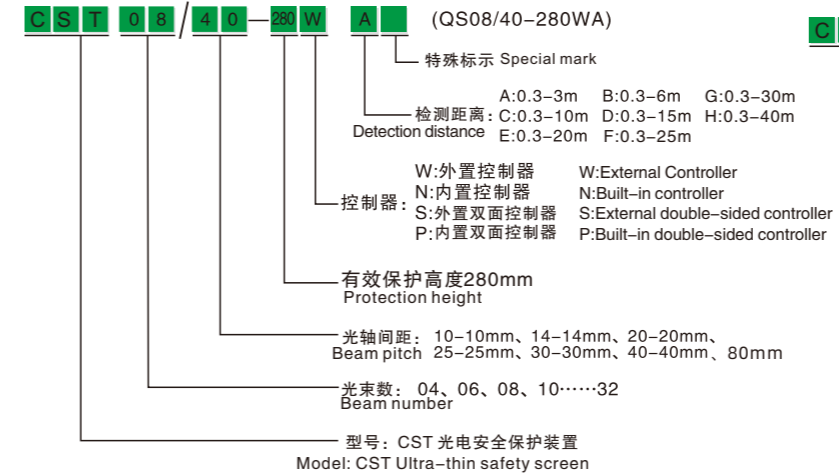 CST 08/40-280W A (QS08/40-280WA) C
特殊标示 Special mark
A:0.3-3m B:0.3-6m G:0.3-30m
检测距离: C:0.3-10m D:0.3-15m H:0.3-40m
Detection distance E:0.3-20m F:0.3-25m
W:外置控制器 W:External Controller
N:内置控制器 N:Built-in controller
控制器: S:外置双面控制器 S:External double-sided controller
P:内置双面控制器 P:Built-in double-sided controller
有效保护高度280mm
Protection height
光轴间距: 10-10mm、14-14mm、20-20mm、
Beam pitch 25-25mm、30-30mm、40-40mm、80mm
光束数: 04、06、08、10……32
Beam number
型号: CST 光电安全保护装置
Model: CST Ultra-thin safety screen